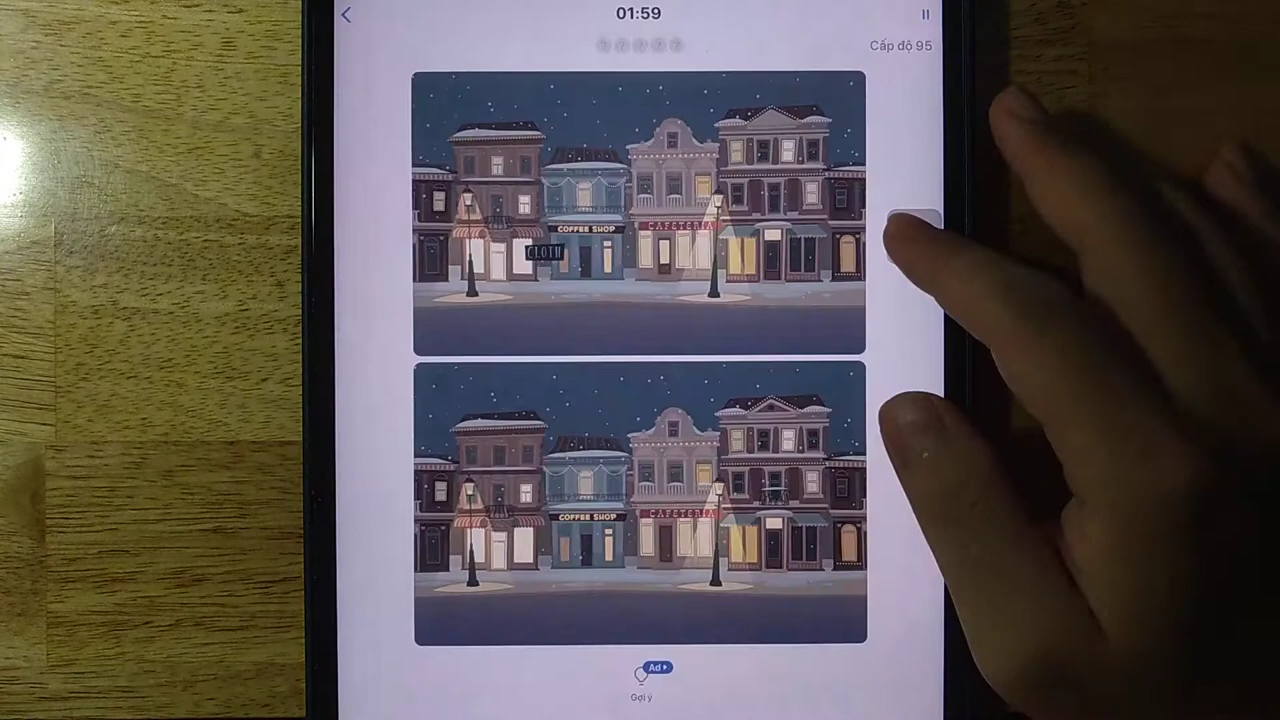 01:59
Cấp độ 95
COFFEE SHOP
CAFETERIA
CLOTH
COFFEE SHOP
CAFETERIA
Ad
Gợi ý